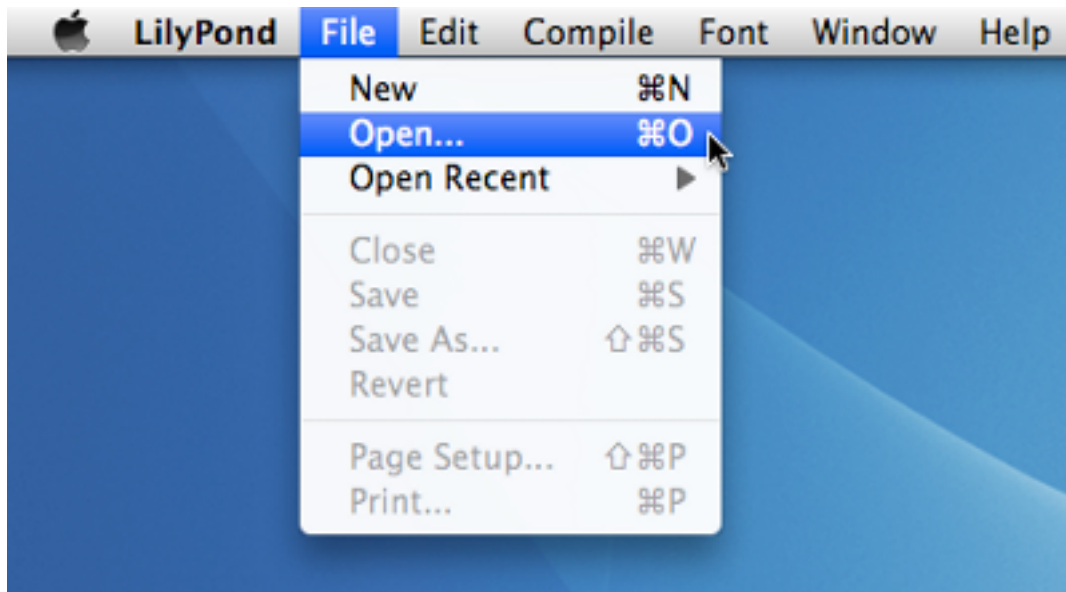 LilyPond File Edit Compile Font Window Help
New ⌘N
Open... ⌘O
Open Recent ▶
Close ⌘W
Save ⌘S
Save As... ⇧⌘S
Revert
Page Setup... ⇧⌘P
Print... ⌘P